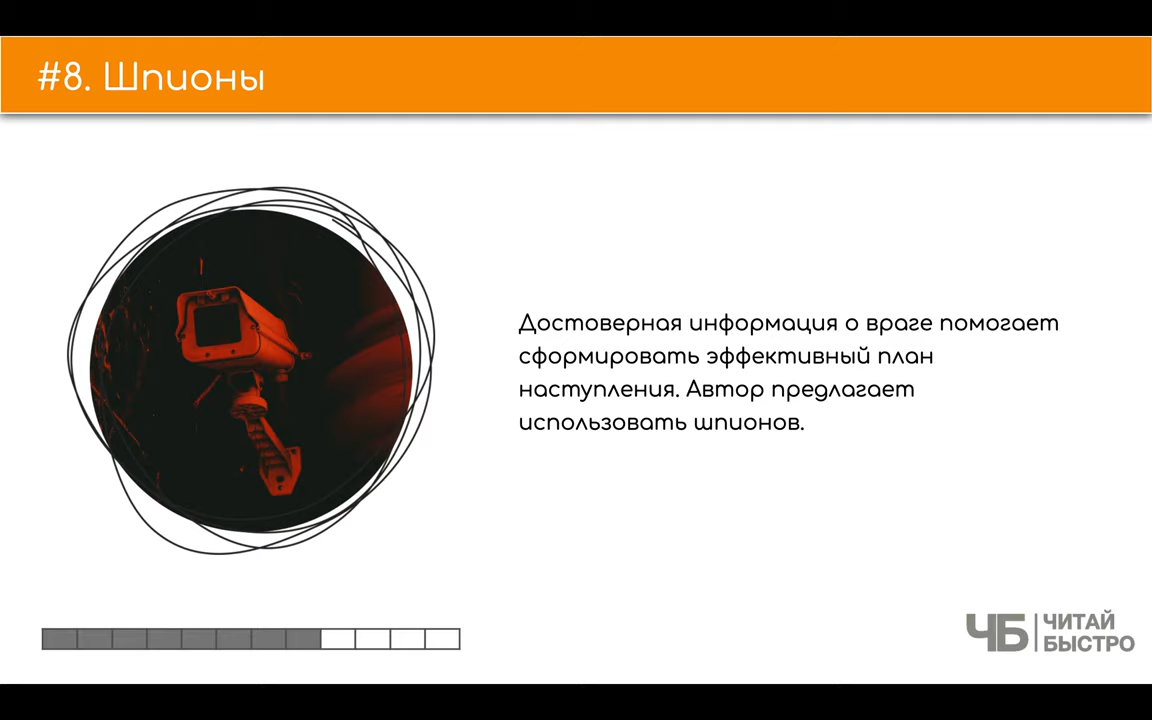 #8. Шпионы
Достоверная информация о враге помогает
сформировать эффективный план
наступления. Автор предлагает
использовать шпионов.
ЧБ
ЧИТАЙ
БЫСТРО